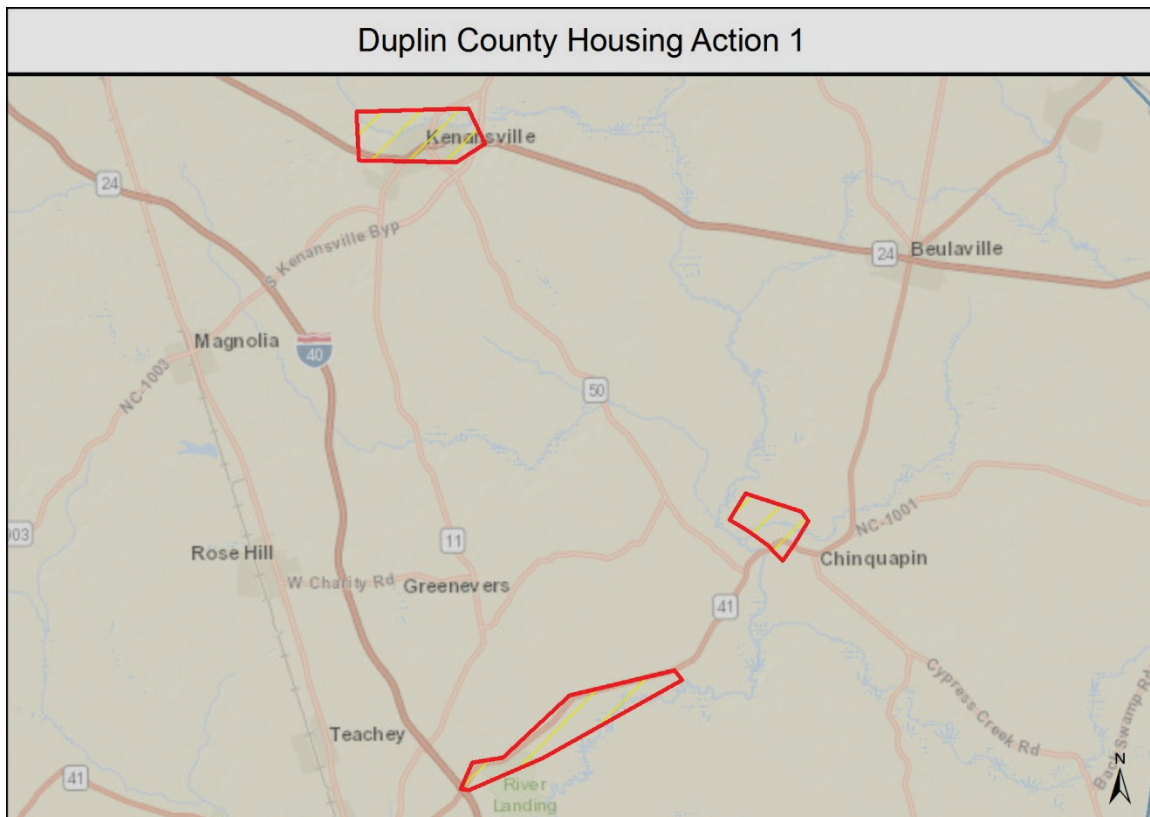 Duplin County Housing Action 1
Kenansville
24
S Kenansville Byp
24
Beulaville
Magnolia
40
NC-1003
50
903
NC-1001
Rose Hill
11
Chinquapin
W Charity Rd
Greenevers
41
Cypress Creek Rd
Back Swamp Rd
Teachey
41
River
Landing
N